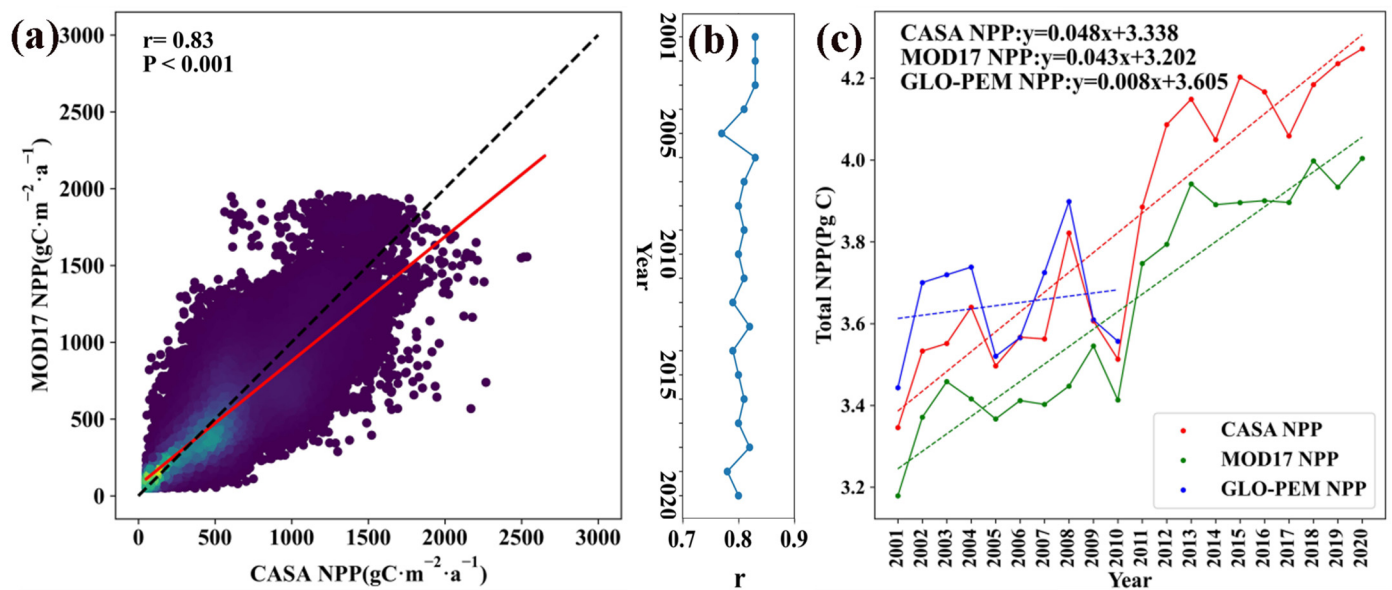 (a)
r= 0.83
P < 0.001
3000
2500
2000
1500
1000
500
0
MOD17 NPP(gC·m⁻²·a⁻¹)
0 500 1000 1500 2000 2500 3000
CASA NPP(gC·m⁻²·a⁻¹)
(b)
2001
2005
2010
2015
2020
Year
0.7 0.8 0.9
r
(c)
CASA NPP:y=0.048x+3.338
MOD17 NPP:y=0.043x+3.202
GLO-PEM NPP:y=0.008x+3.605
4.2
4.0
3.8
3.6
3.4
3.2
Total NPP(Pg C)
CASA NPP
MOD17 NPP
GLO-PEM NPP
2001 2002 2003 2004 2005 2006 2007 2008 2009 2010 2011 2012 2013 2014 2015 2016 2017 2018 2019 2020
Year